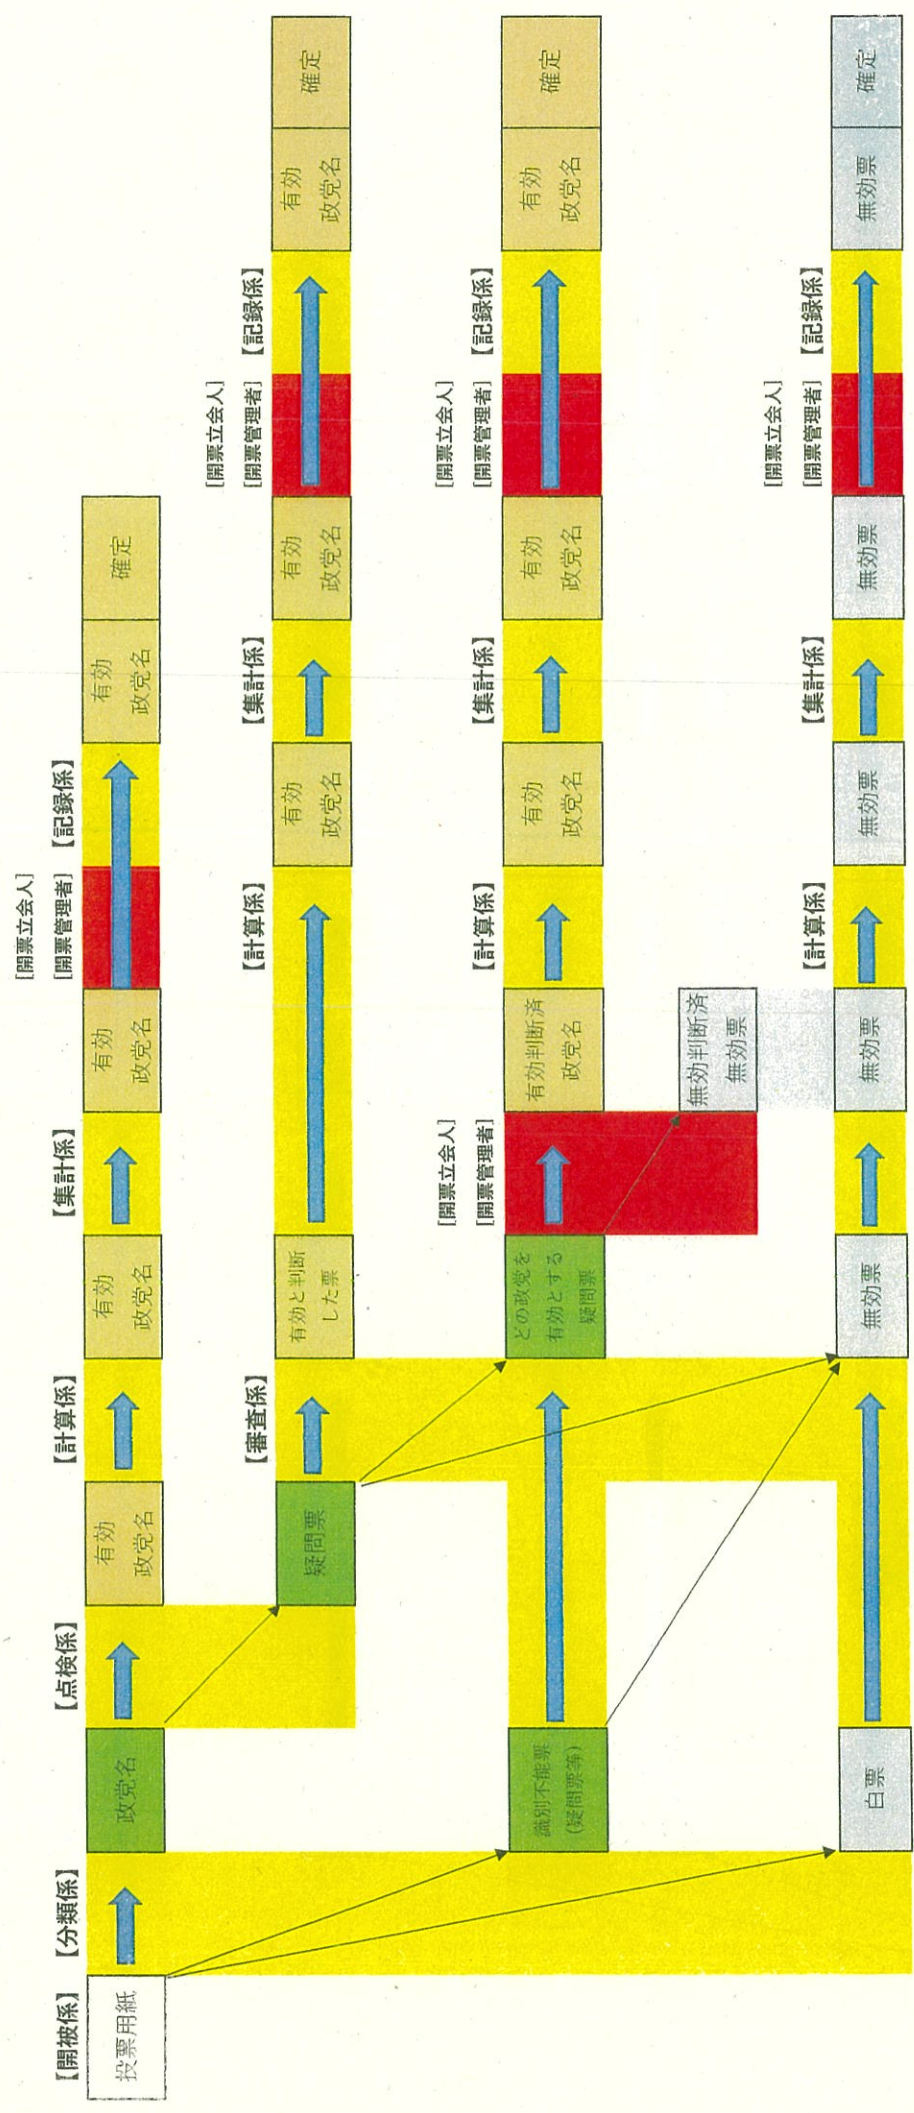 【開被係】
投票用紙
【分類係】
政党名
【点検係】
有効
政党名
【計算係】
有効
政党名
【集計係】
有効
政党名
[開票立会人]
[開票管理者]
【記録係】
有効
政党名
確定
疑問票
【審査係】
有効と判断
した票
【計算係】
有効
政党名
【集計係】
有効
政党名
[開票立会人]
[開票管理者]
【記録係】
有効
政党名
確定
識別不能票
(疑問票等)
どの政党を
有効とする
疑問票
[開票立会人]
[開票管理者]
有効判断済
政党名
【計算係】
有効
政党名
【集計係】
有効
政党名
[開票立会人]
[開票管理者]
【記録係】
有効
政党名
確定
無効判断済
無効票
白票
無効票
無効票
【計算係】
無効票
【集計係】
無効票
[開票立会人]
[開票管理者]
【記録係】
無効票
確定